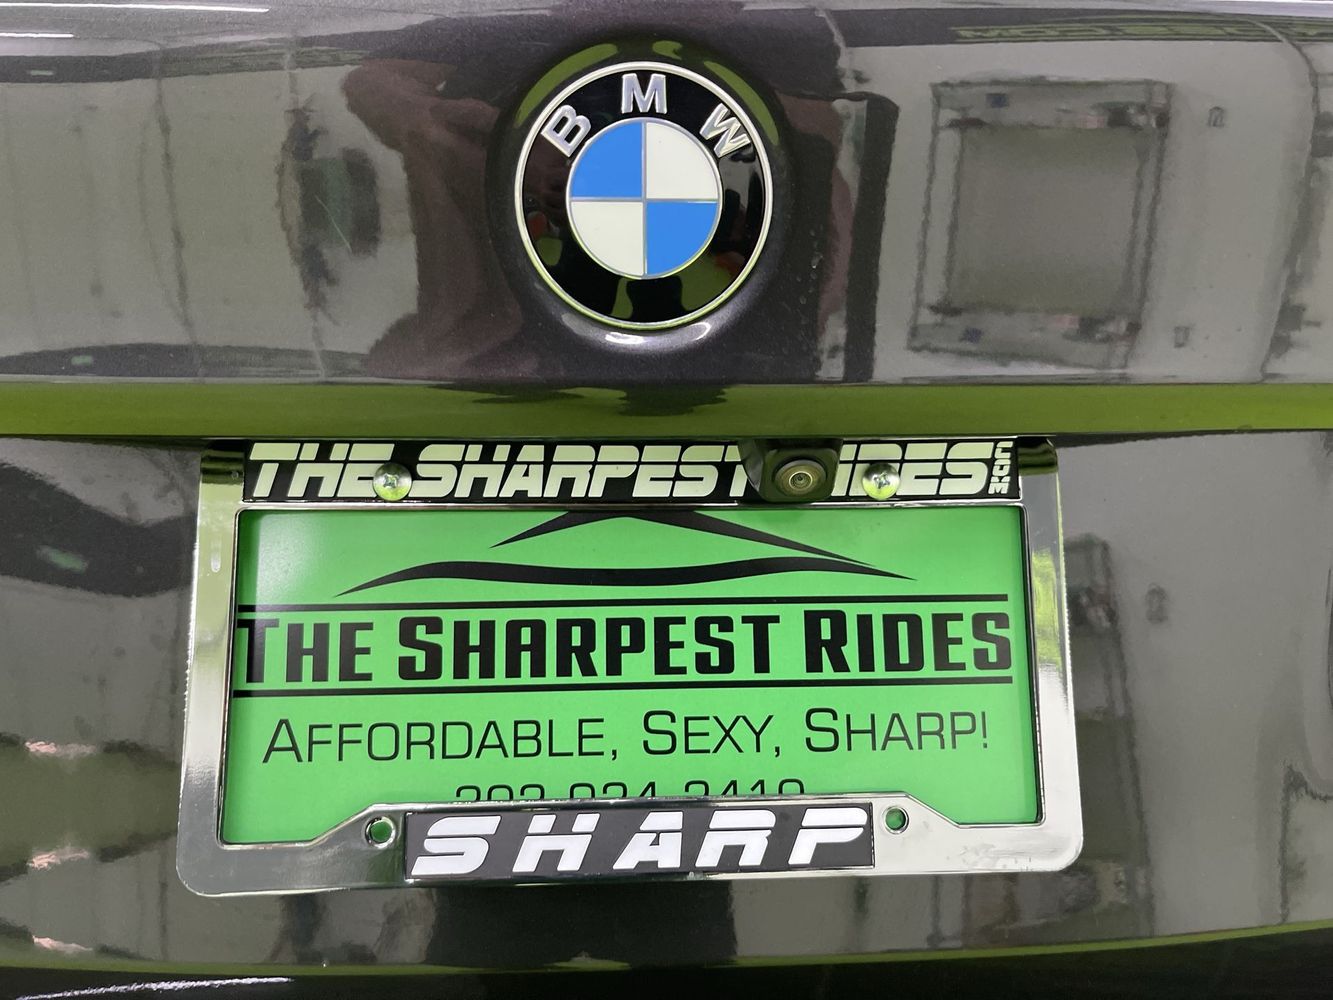 BMW
THE SHARPEST RIDES.COM
THE SHARPEST RIDES
AFFORDABLE, SEXY, SHARP!
SHARP